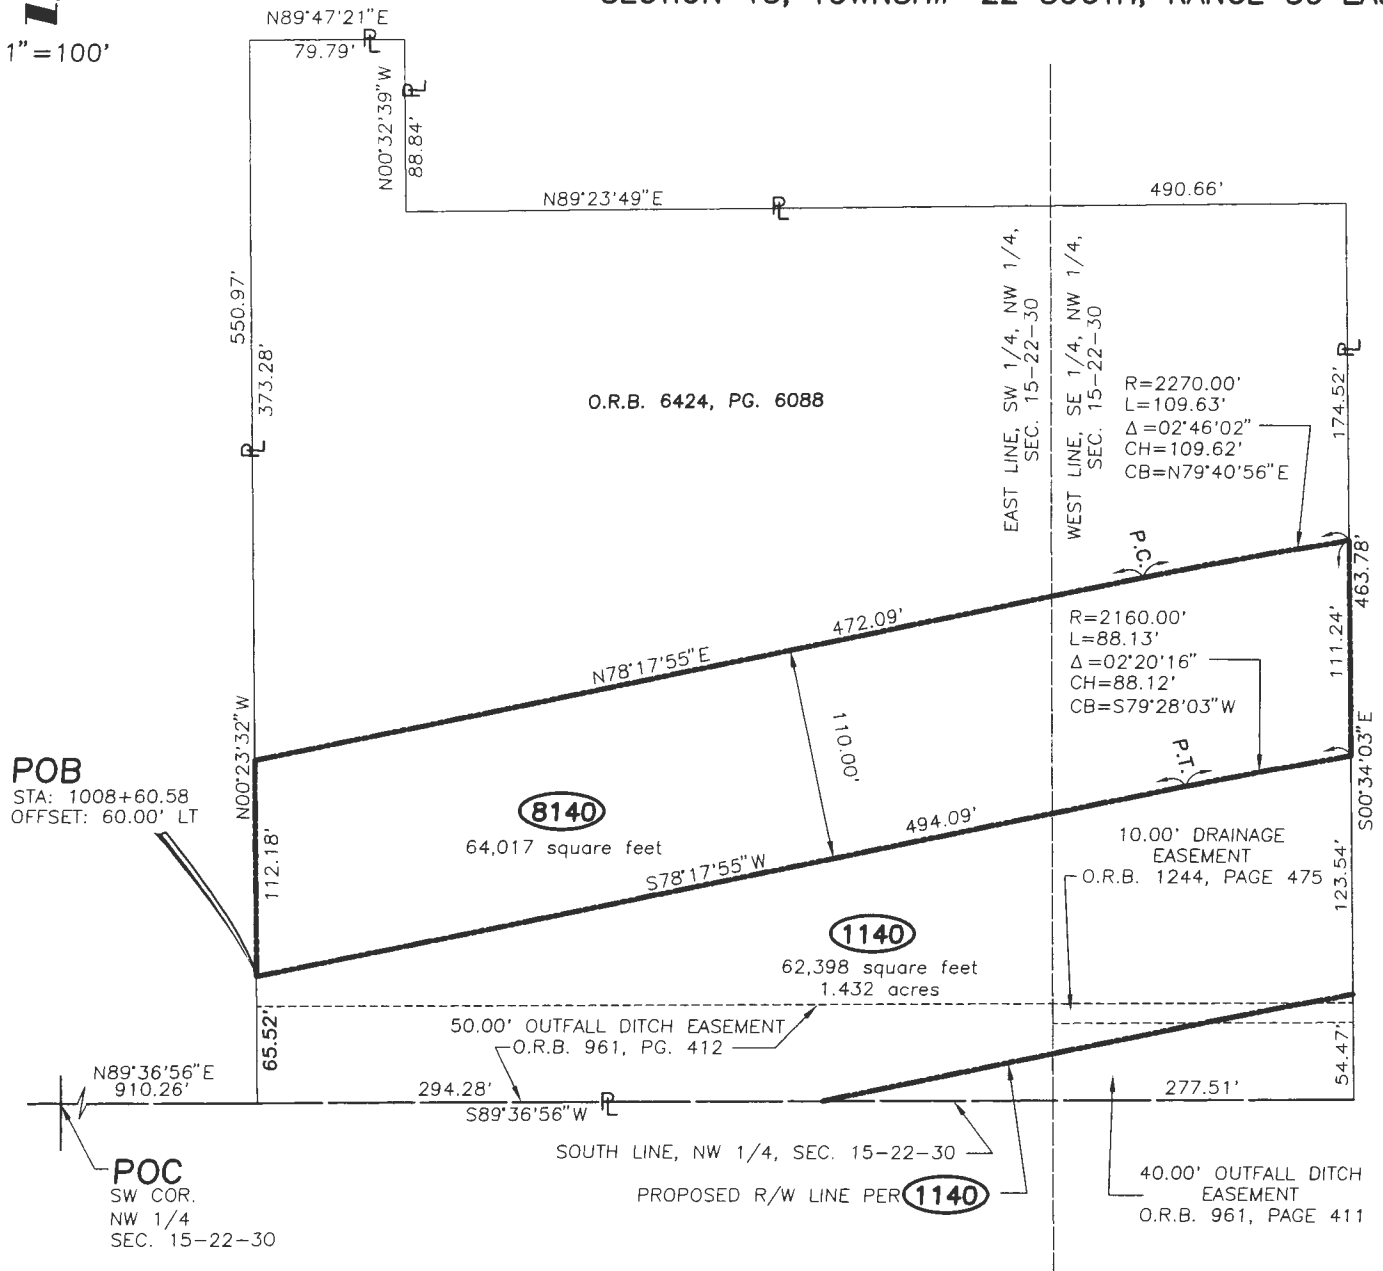 1"=100'
N89°47'21"E
79.79'
N00°32'39"W
88.84'
N89°23'49"E
490.66'
550.97'
373.28'
O.R.B. 6424, PG. 6088
EAST LINE, SW 1/4, NW 1/4,
SEC. 15-22-30
WEST LINE, SE 1/4, NW 1/4,
SEC. 15-22-30
R=2270.00'
L=109.63'
Δ=02°46'02"
CH=109.62'
CB=N79°40'56"E
174.52'
P.C.
463.78'
111.24'
S00°34'03"E
472.09'
N78°17'55"E
R=2160.00'
L=88.13'
Δ=02°20'16"
CH=88.12'
CB=S79°28'03"W
110.00'
P.T.
N00°23'32"W
POB
STA: 1008+60.58
OFFSET: 60.00' LT
112.18'
8140
64,017 square feet
494.09'
S78°17'55"W
10.00' DRAINAGE
EASEMENT
O.R.B. 1244, PAGE 475
123.54'
1140
62,398 square feet
1.432 acres
50.00' OUTFALL DITCH EASEMENT
O.R.B. 961, PG. 412
65.52'
54.47'
N89°36'56"E
910.26'
294.28'
S89°36'56"W
277.51'
SOUTH LINE, NW 1/4, SEC. 15-22-30
PROPOSED R/W LINE PER 1140
POC
SW COR.
NW 1/4
SEC. 15-22-30
40.00' OUTFALL DITCH
EASEMENT
O.R.B. 961, PAGE 411